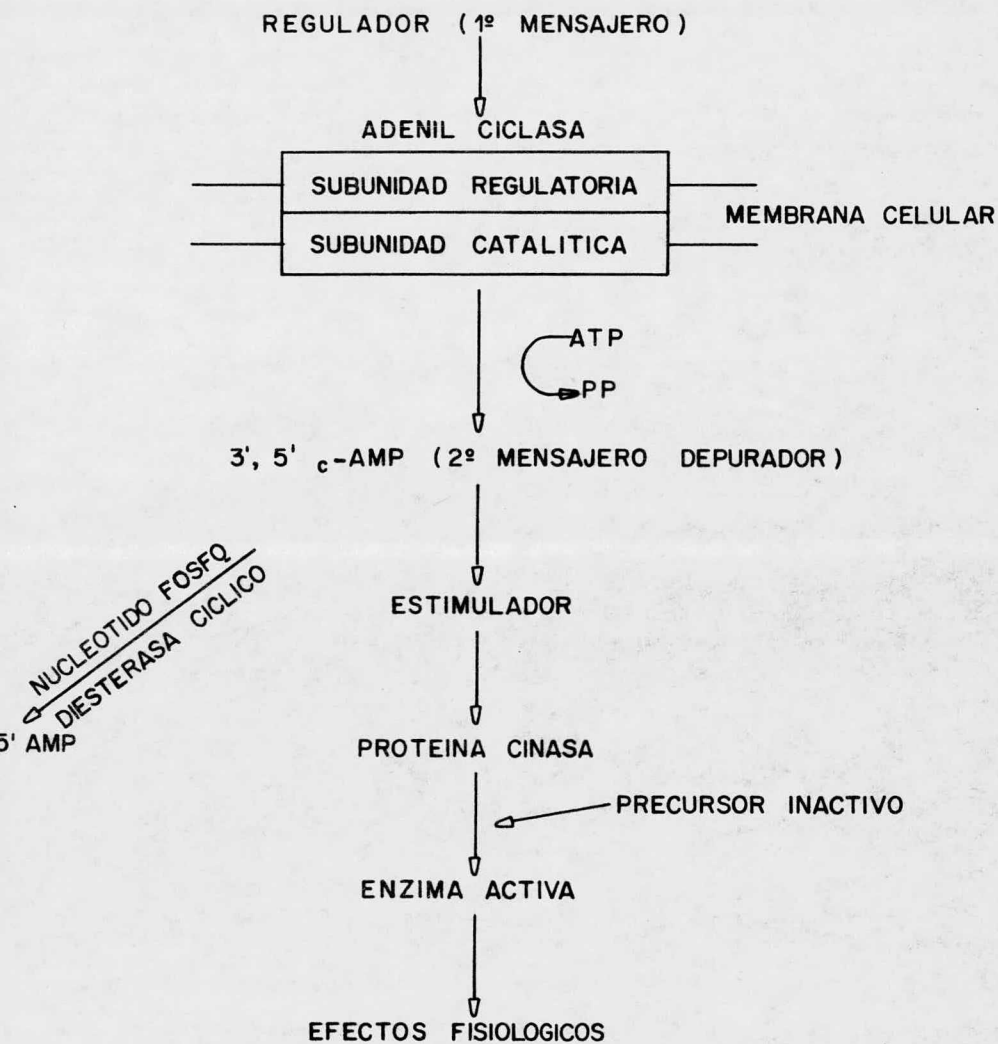 REGULADOR (1º MENSAJERO)
ADENIL CICLASA
SUBUNIDAD REGULATORIA
SUBUNIDAD CATALITICA
MEMBRANA CELULAR
ATP
PP
3', 5' c-AMP (2º MENSAJERO DEPURADOR)
NUCLEOTIDO FOSFO
DIESTERASA CICLICO
5' AMP
ESTIMULADOR
PROTEINA CINASA
PRECURSOR INACTIVO
ENZIMA ACTIVA
EFECTOS FISIOLOGICOS